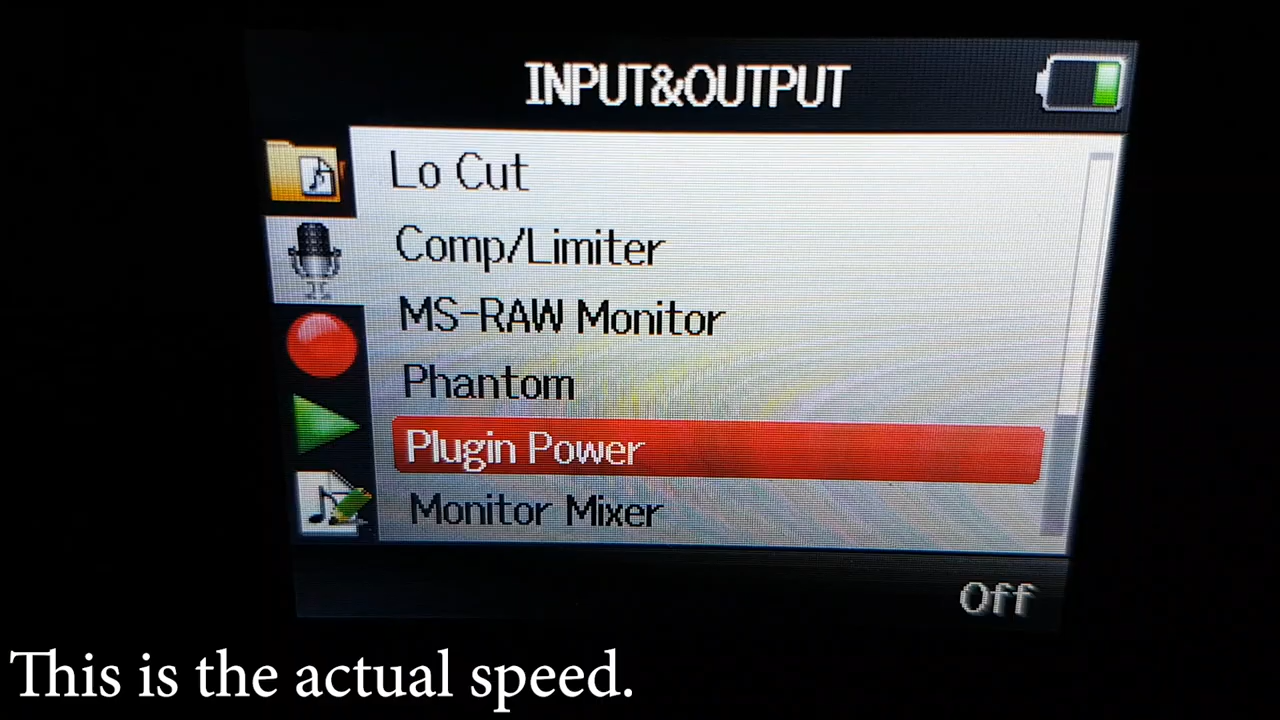 INPUT&OUTPUT
Lo Cut
Comp/Limiter
MS-RAW Monitor
Phantom
Plugin Power
Monitor Mixer
Off
This is the actual speed.